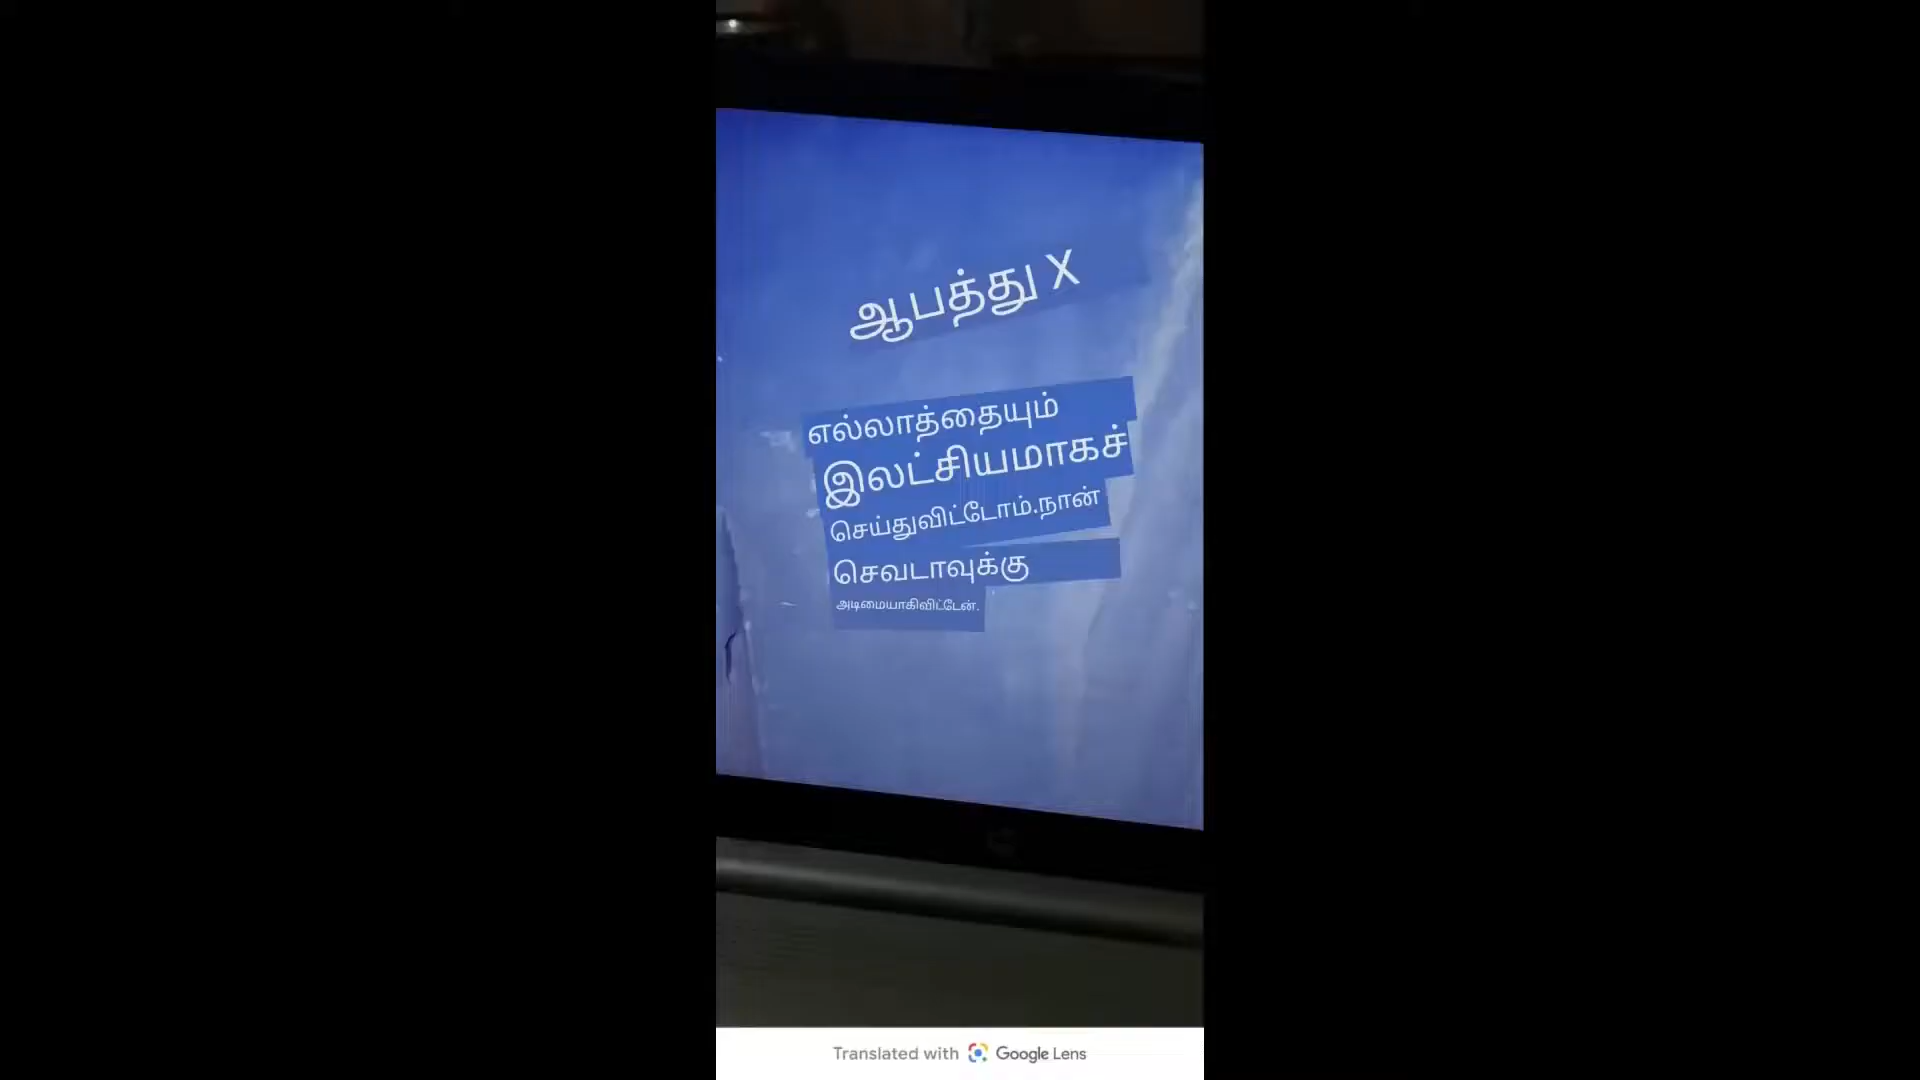 ஆபத்து X
எல்லாத்தையும்
இலட்சியமாகச்
செய்துவிட்டோம்.நான்
செவடாவுக்கு
அடிமையாகிவிட்டேன்.
Translated with Google Lens